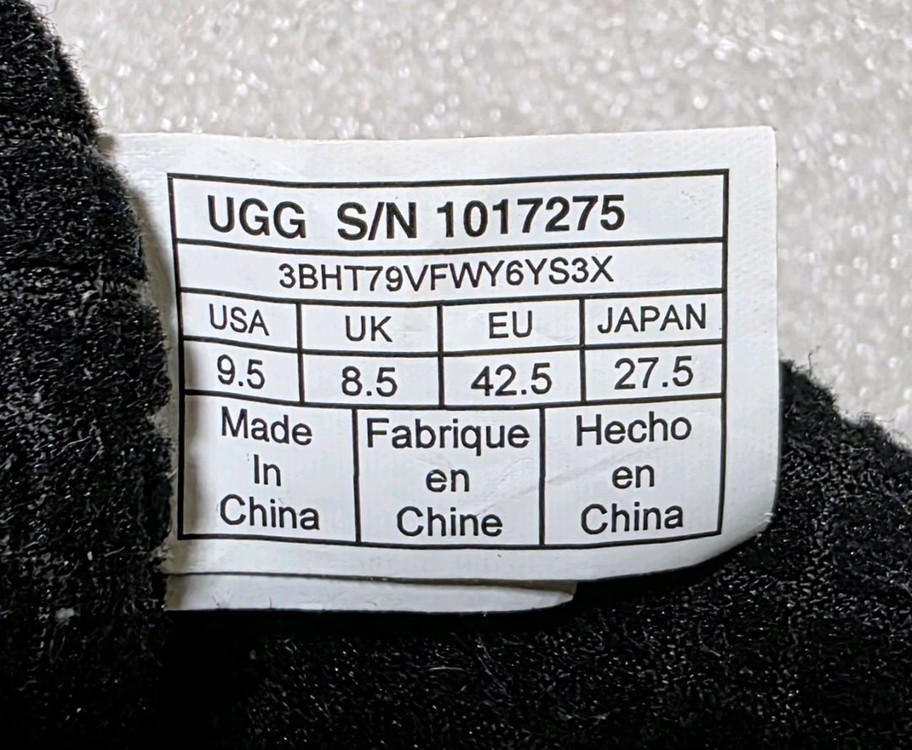 UGG S/N 1017275
3BHT79VFWY6YS3X
USA UK EU JAPAN
9.5 8.5 42.5 27.5
Made
In
China
Fabrique
en
Chine
Hecho
en
China